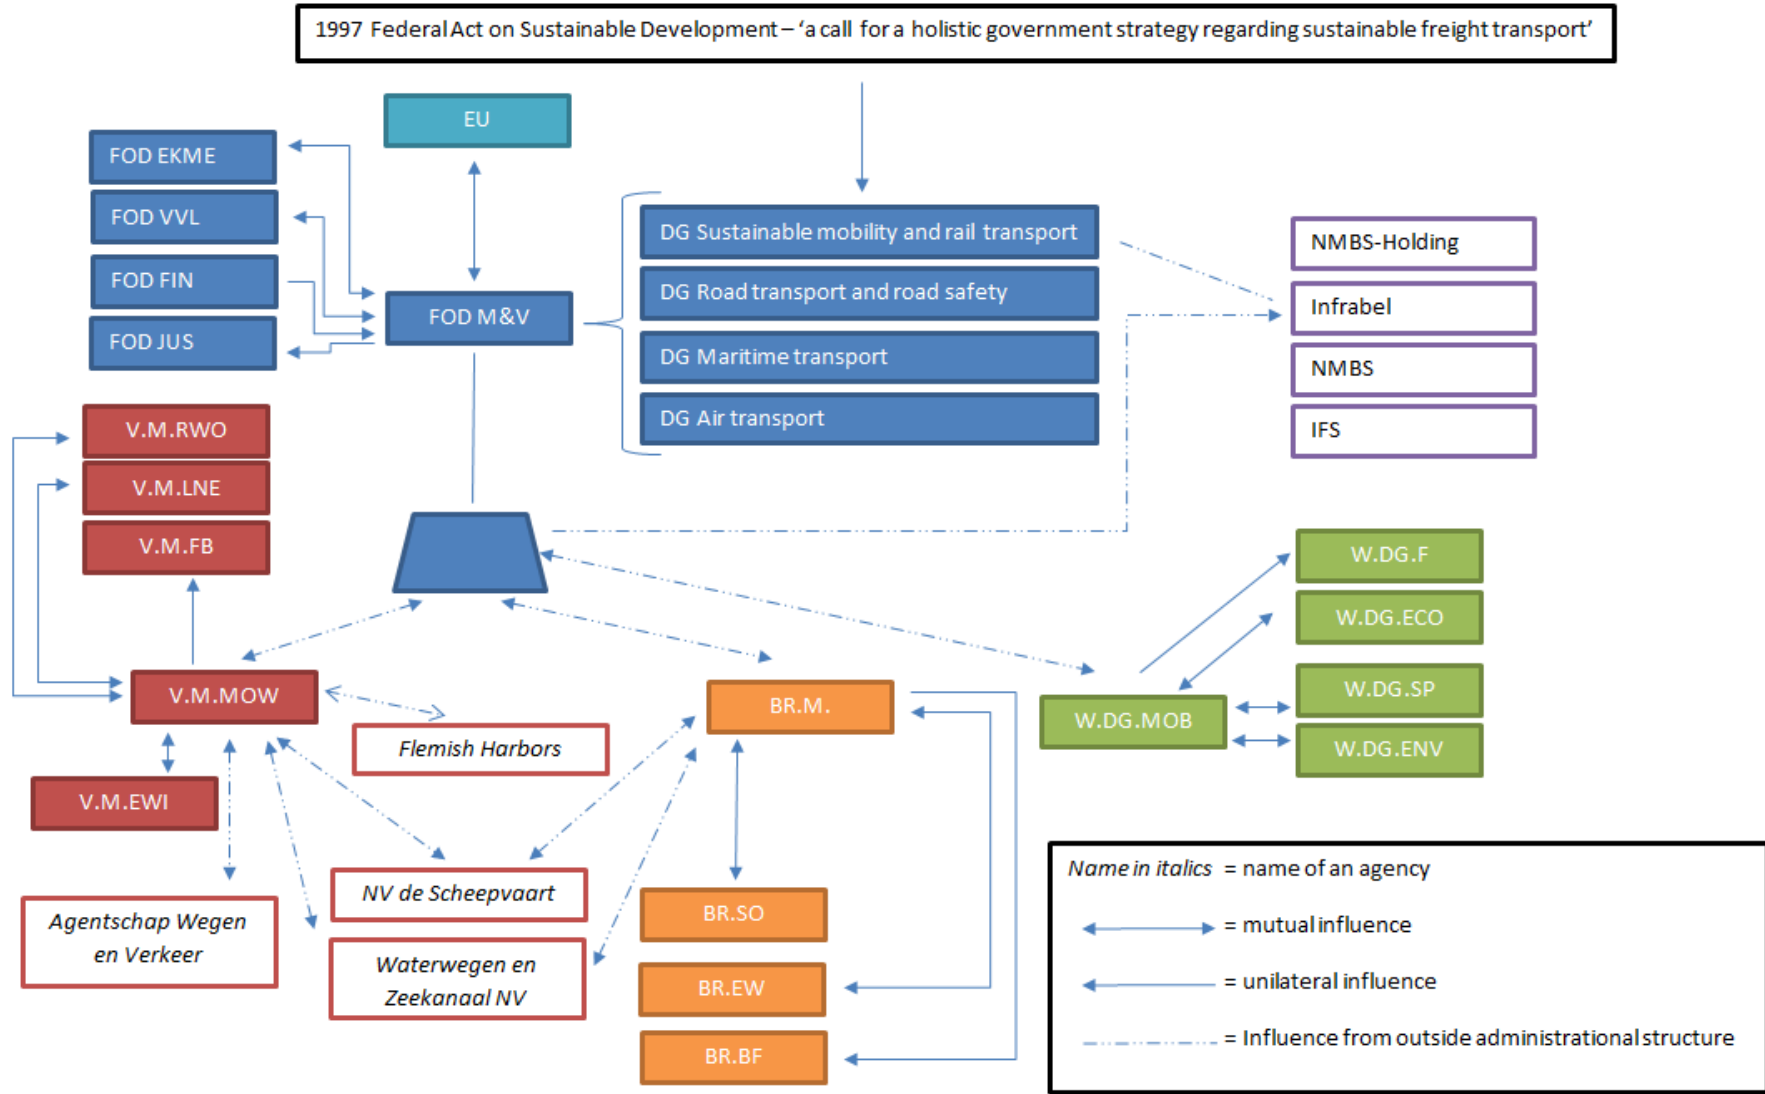 1997 Federal Act on Sustainable Development – ‘a call for a holistic government strategy regarding sustainable freight transport’
EU
FOD EKME
FOD VVL
FOD FIN
FOD JUS
FOD M&V
DG Sustainable mobility and rail transport
DG Road transport and road safety
DG Maritime transport
DG Air transport
NMBS-Holding
Infrabel
NMBS
IFS
V.M.RWO
V.M.LNE
V.M.FB
V.M.MOW
V.M.EWI
Flemish Harbors
Agentschap Wegen
en Verkeer
NV de Scheepvaart
Waterwegen en
Zeekanaal NV
BR.M.
BR.SO
BR.EW
BR.BF
W.DG.MOB
W.DG.F
W.DG.ECO
W.DG.SP
W.DG.ENV
Name in italics = name of an agency
= mutual influence
= unilateral influence
= Influence from outside administrational structure